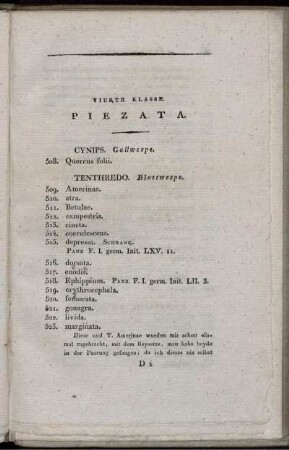 VIERTE KLASSE.
PIEZATA.
CYNIPS. Gallwespe.
508. Quercus folii.
TENTHREDO. Blattwespe.
509. Amerinae.
510. atra.
511. Betulae.
512. campestris.
513. cincta.
514. coerulescens.
515. depressa. SCHRANK.
PANZ F. I. germ. Init. LXV. 11.
516. dorsata.
517.
518. Ephippium. PANZ. F. I. germ. Init. LII. 3.
519. erythrocephala.
520. femorata.
521. gonagra.
522. livida.
523. marginata.
Diese und T. Amerinae wurden mir schon ein-
mal zugebracht, mit dem Beysatze, man habe beyde
in der Paarung gefangen; da ich dieses nie selbst
D 2